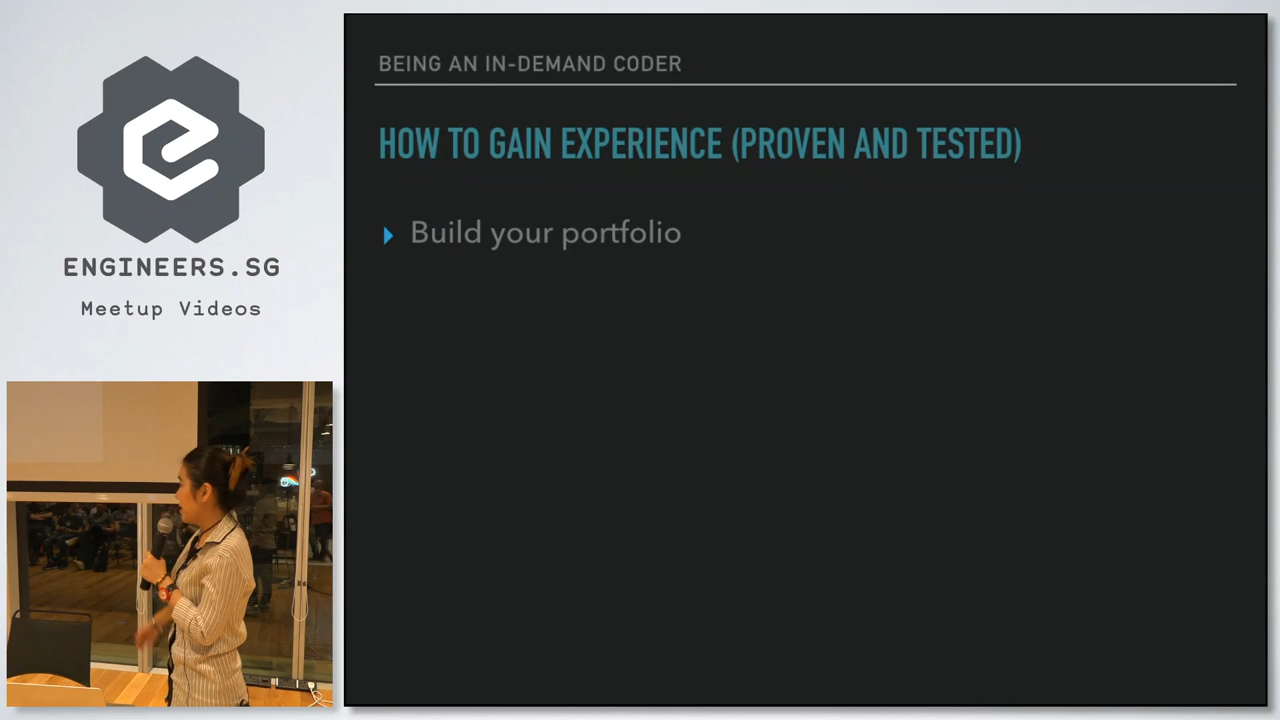 ENGINEERS.SG
Meetup Videos
BEING AN IN-DEMAND CODER
HOW TO GAIN EXPERIENCE (PROVEN AND TESTED)
Build your portfolio